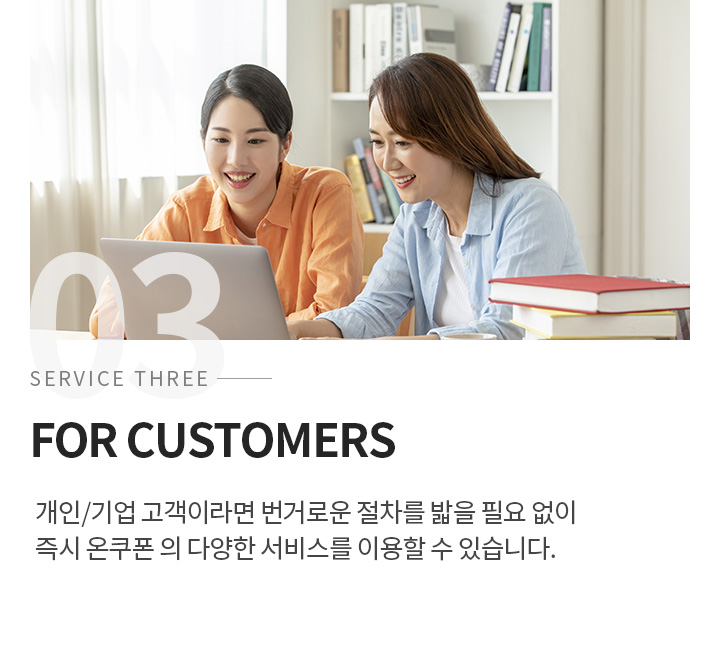 03
SERVICE THREE
FOR CUSTOMERS
개인/기업 고객이라면 번거로운 절차를 밟을 필요 없이
즉시 온쿠폰 의 다양한 서비스를 이용할 수 있습니다.